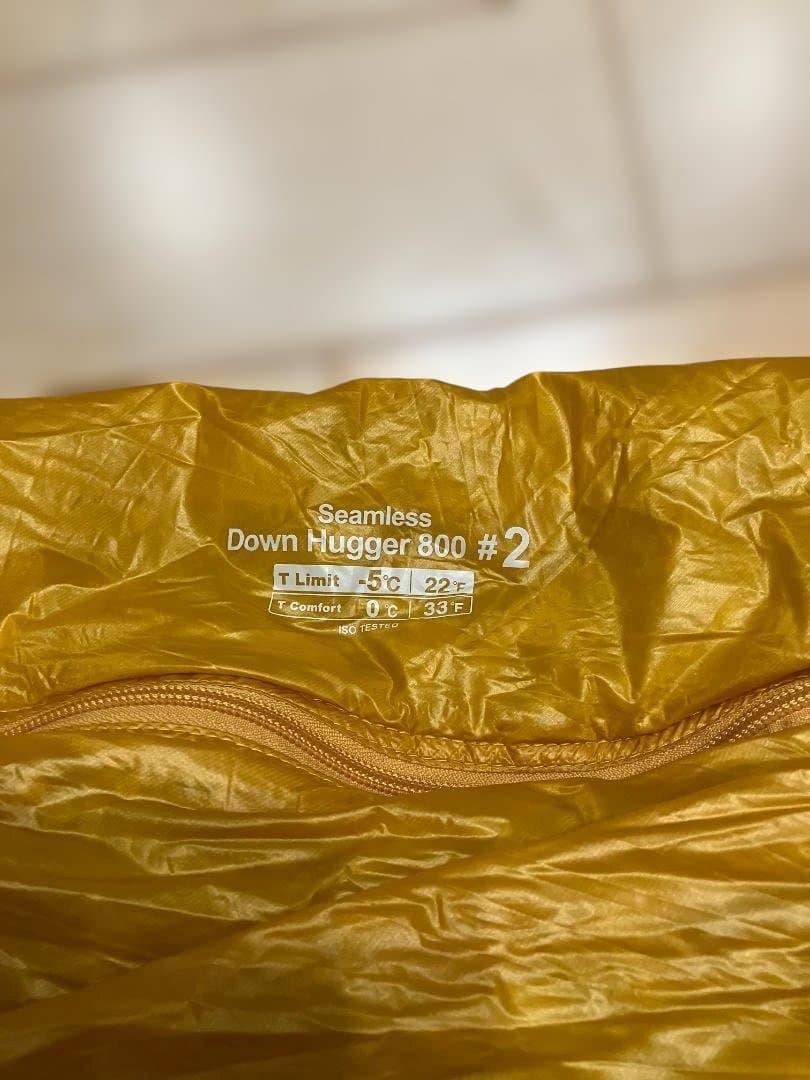 Seamless
Down Hugger 800 #2
T Limit -5°C 22°F
T Comfort 0°C 33°F
ISO TESTED